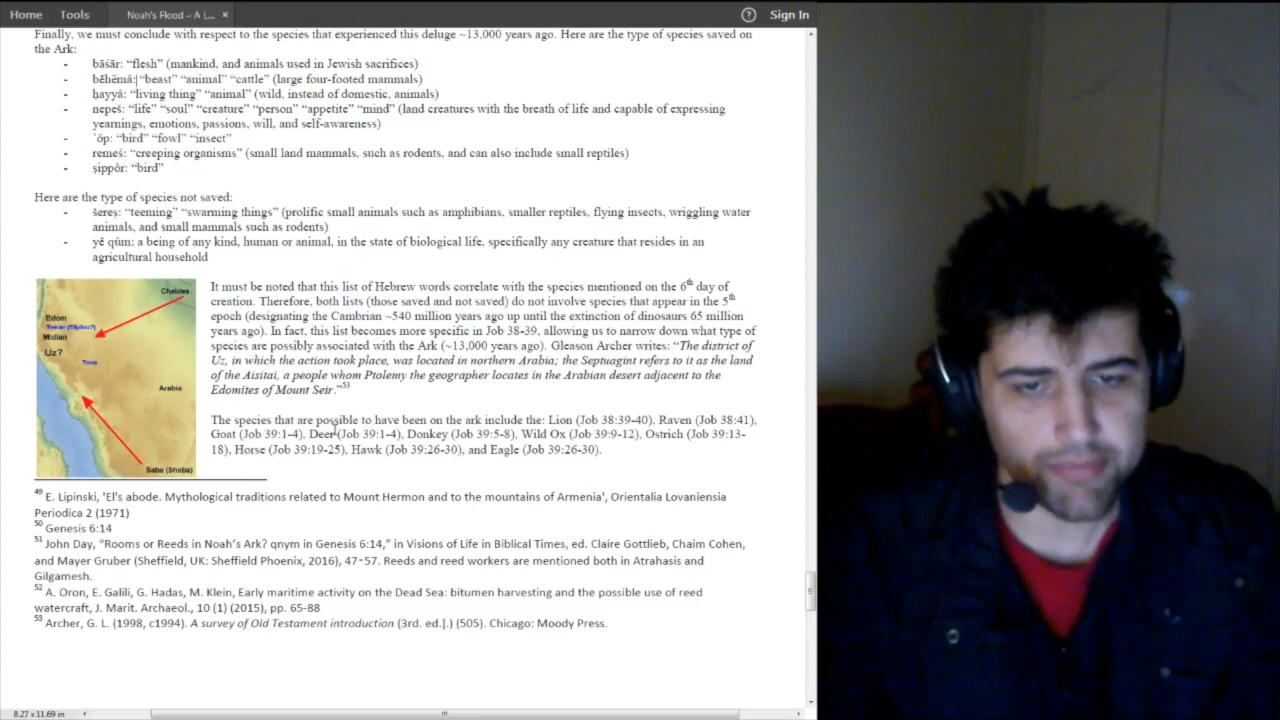 Home Tools Noah's Flood – A L... × ? Sign In
Finally, we must conclude with respect to the species that experienced this deluge ~13,000 years ago. Here are the type of species saved on
the Ark:
- bāśār: “flesh” (mankind, and animals used in Jewish sacrifices)
- bĕhēmâ: “beast” “animal” “cattle” (large four-footed mammals)
- ḥayyâ: “living thing” “animal” (wild, instead of domestic, animals)
- nepeš: “life” “soul” “creature” “person” “appetite” “mind” (land creatures with the breath of life and capable of expressing
yearnings, emotions, passions, will, and self-awareness)
- ʿôp: “bird” “fowl” “insect”
- remeś: “creeping organisms” (small land mammals, such as rodents, and can also include small reptiles)
- ṣippôr: “bird”
Here are the type of species not saved:
- šereṣ: “teeming” “swarming things” (prolific small animals such as amphibians, smaller reptiles, flying insects, wriggling water
animals, and small mammals such as rodents)
- yĕ qûm: a being of any kind, human or animal, in the state of biological life, specifically any creature that resides in an
agricultural household
Chaldea
Edom
Teman (Eliphaz?)
Midian
Uz?
Tema
Arabia
Saba (Sheba)
It must be noted that this list of Hebrew words correlate with the species mentioned on the 6th day of
creation. Therefore, both lists (those saved and not saved) do not involve species that appear in the 5th
epoch (designating the Cambrian ~540 million years ago up until the extinction of dinosaurs 65 million
years ago). In fact, this list becomes more specific in Job 38-39, allowing us to narrow down what type of
species are possibly associated with the Ark (~13,000 years ago). Gleason Archer writes: “The district of
Uz, in which the action took place, was located in northern Arabia; the Septuagint refers to it as the land
of the Aisitai, a people whom Ptolemy the geographer locates in the Arabian desert adjacent to the
Edomites of Mount Seir.”53
The species that are possible to have been on the ark include the: Lion (Job 38:39-40), Raven (Job 38:41),
Goat (Job 39:1-4), Deer (Job 39:1-4), Donkey (Job 39:5-8), Wild Ox (Job 39:9-12), Ostrich (Job 39:13-
18), Horse (Job 39:19-25), Hawk (Job 39:26-30), and Eagle (Job 39:26-30).
49 E. Lipinski, 'El's abode. Mythological traditions related to Mount Hermon and to the mountains of Armenia', Orientalia Lovaniensia
Periodica 2 (1971)
50 Genesis 6:14
51 John Day, “Rooms or Reeds in Noah’s Ark? qnym in Genesis 6:14,” in Visions of Life in Biblical Times, ed. Claire Gottlieb, Chaim Cohen,
and Mayer Gruber (Sheffield, UK: Sheffield Phoenix, 2016), 47-57. Reeds and reed workers are mentioned both in Atrahasis and
Gilgamesh.
52 A. Oron, E. Galili, G. Hadas, M. Klein, Early maritime activity on the Dead Sea: bitumen harvesting and the possible use of reed
watercraft, J. Marit. Archaeol., 10 (1) (2015), pp. 65-88
53 Archer, G. L. (1998, c1994). A survey of Old Testament introduction (3rd. ed.].) (505). Chicago: Moody Press.
8.27 x 11.69 in